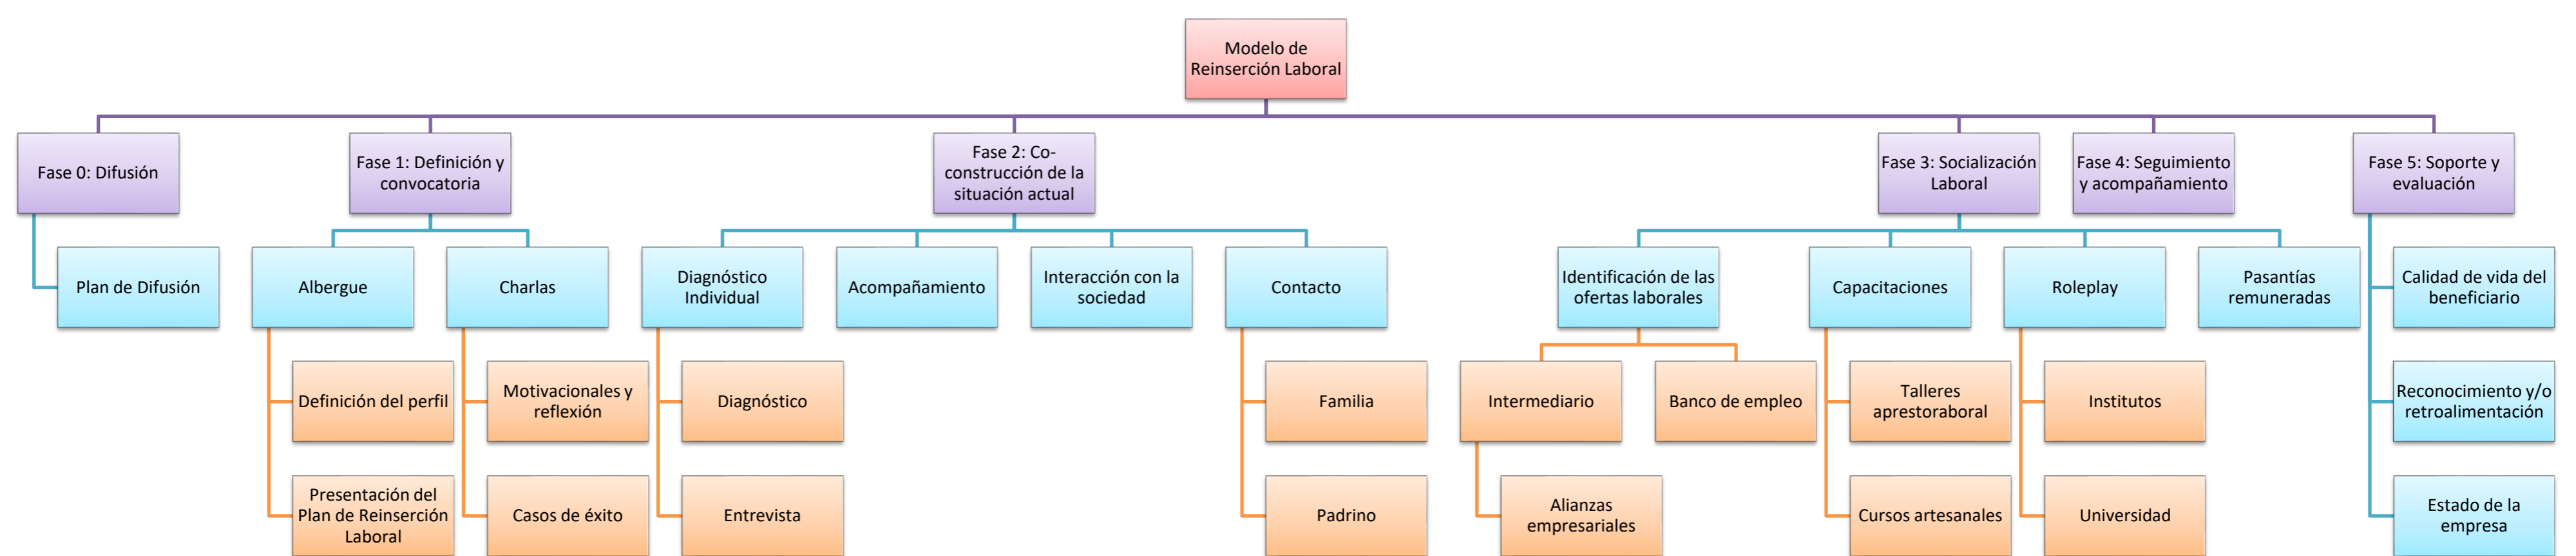 Modelo de
Reinserción Laboral
Fase 0: Difusión
Fase 1: Definición y
convocatoria
Fase 2: Co-
construcción de la
situación actual
Fase 3: Socialización
Laboral
Fase 4: Seguimiento
y acompañamiento
Fase 5: Soporte y
evaluación
Plan de Difusión
Albergue
Charlas
Diagnóstico
Individual
Acompañamiento
Interacción con la
sociedad
Contacto
Identificación de las
ofertas laborales
Capacitaciones
Roleplay
Pasantías
remuneradas
Calidad de vida del
beneficiario
Definición del perfil
Motivacionales y
reflexión
Diagnóstico
Familia
Intermediario
Banco de empleo
Talleres
aprestoraboral
Institutos
Reconocimiento y/o
retroalimentación
Presentación del
Plan de Reinserción
Laboral
Casos de éxito
Entrevista
Padrino
Alianzas
empresariales
Cursos artesanales
Universidad
Estado de la
empresa